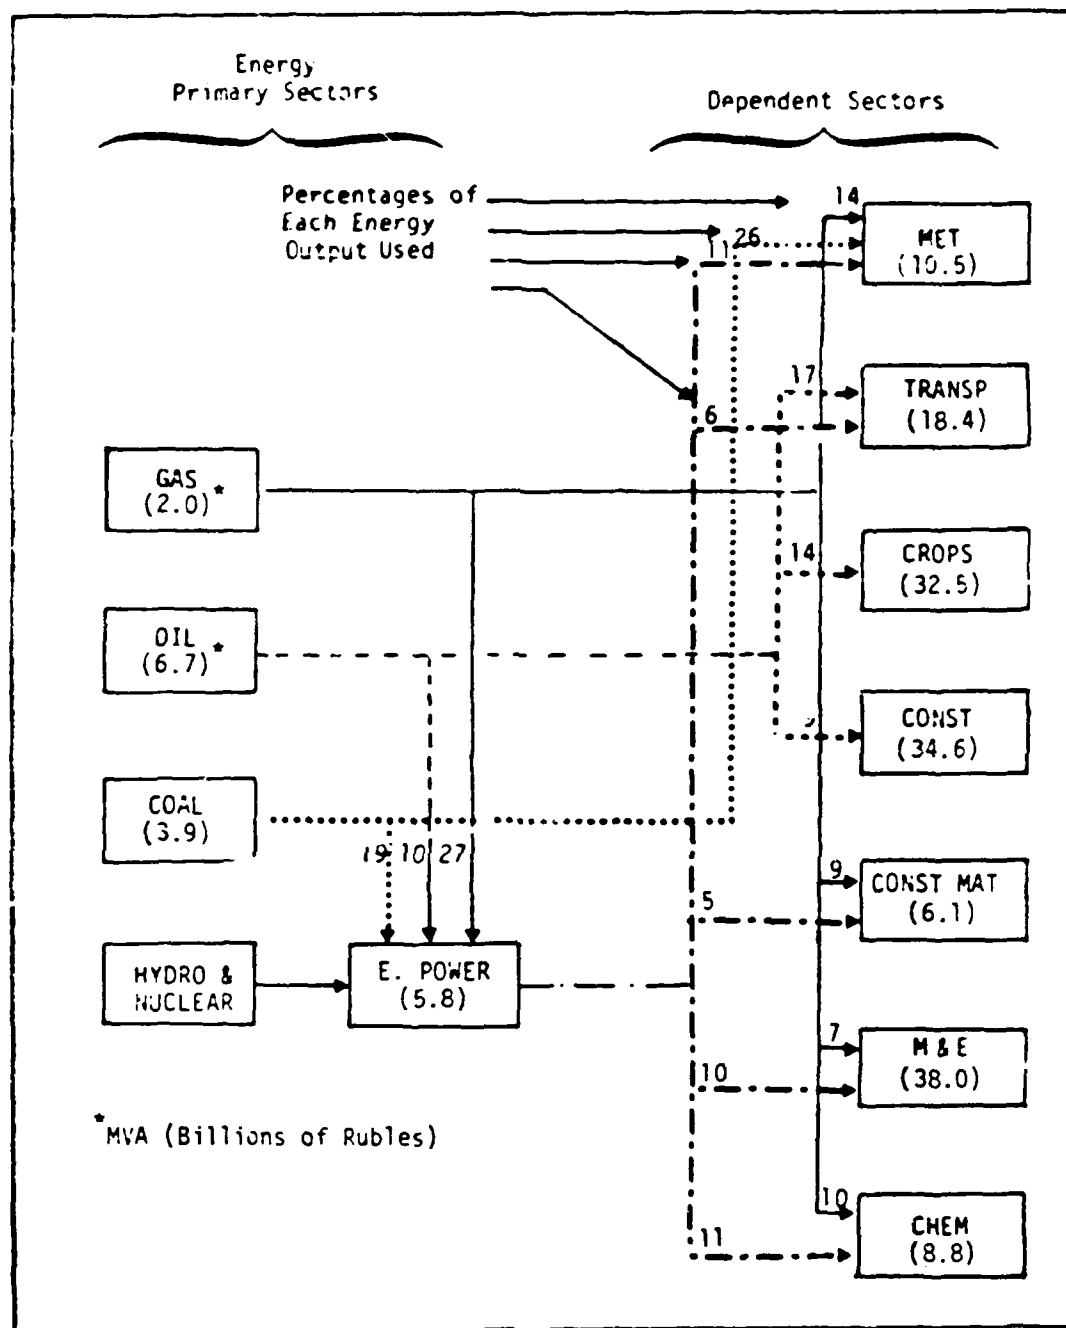 Energy
Primary Sectors
Dependent Sectors
Percentages of
Each Energy
Output Used
14
26
11
MET
(10.5)
17
TRANSP
(18.4)
6
GAS
(2.0)*
14
CROPS
(32.5)
OIL
(6.7)*
CONST
(34.6)
COAL
(3.9)
19 10 27
9
CONST MAT
(6.1)
5
HYDRO &
NUCLEAR
E. POWER
(5.8)
7
M & E
(38.0)
10
*MVA (Billions of Rubles)
10
CHEM
(8.8)
11